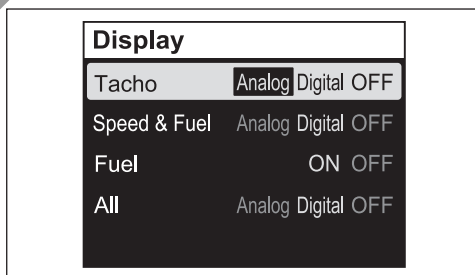 Display
Tacho Analog Digital OFF
Speed & Fuel Analog Digital OFF
Fuel ON OFF
All Analog Digital OFF